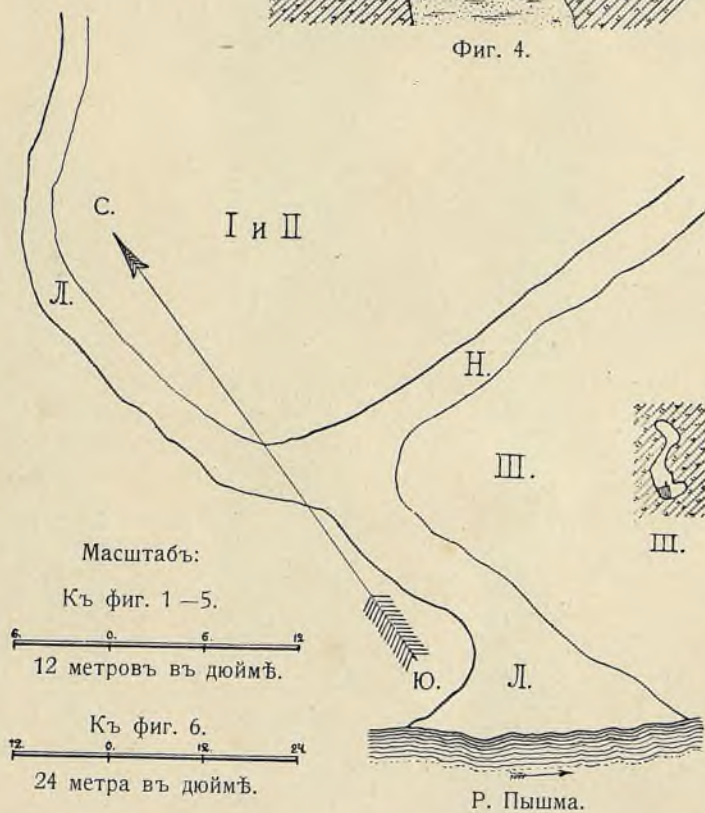 Фиг. 4.
С.
I и II
Л.
Н.
III.
III.
Масштабъ:
Къ фиг. 1—5.
6. 0. 6. 12
12 метровъ въ дюймѣ.
Ю.
Л.
Къ фиг. 6.
12. 0. 12. 24
24 метра въ дюймѣ.
Р. Пышма.